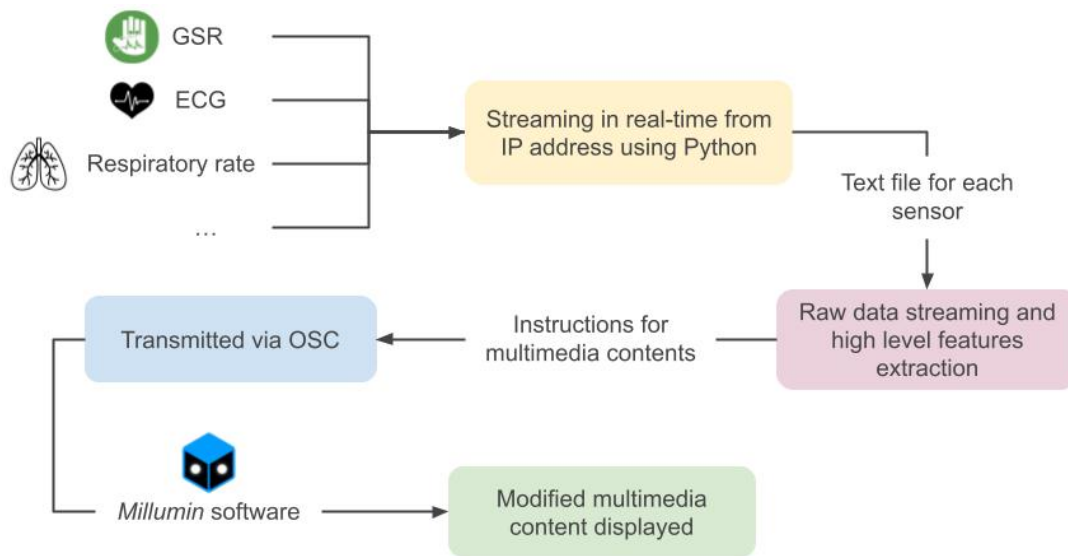 GSR
ECG
Respiratory rate
…
Streaming in real-time from
IP address using Python
Text file for each
sensor
Raw data streaming and
high level features
extraction
Instructions for
multimedia contents
Transmitted via OSC
Millumin software
Modified multimedia
content displayed